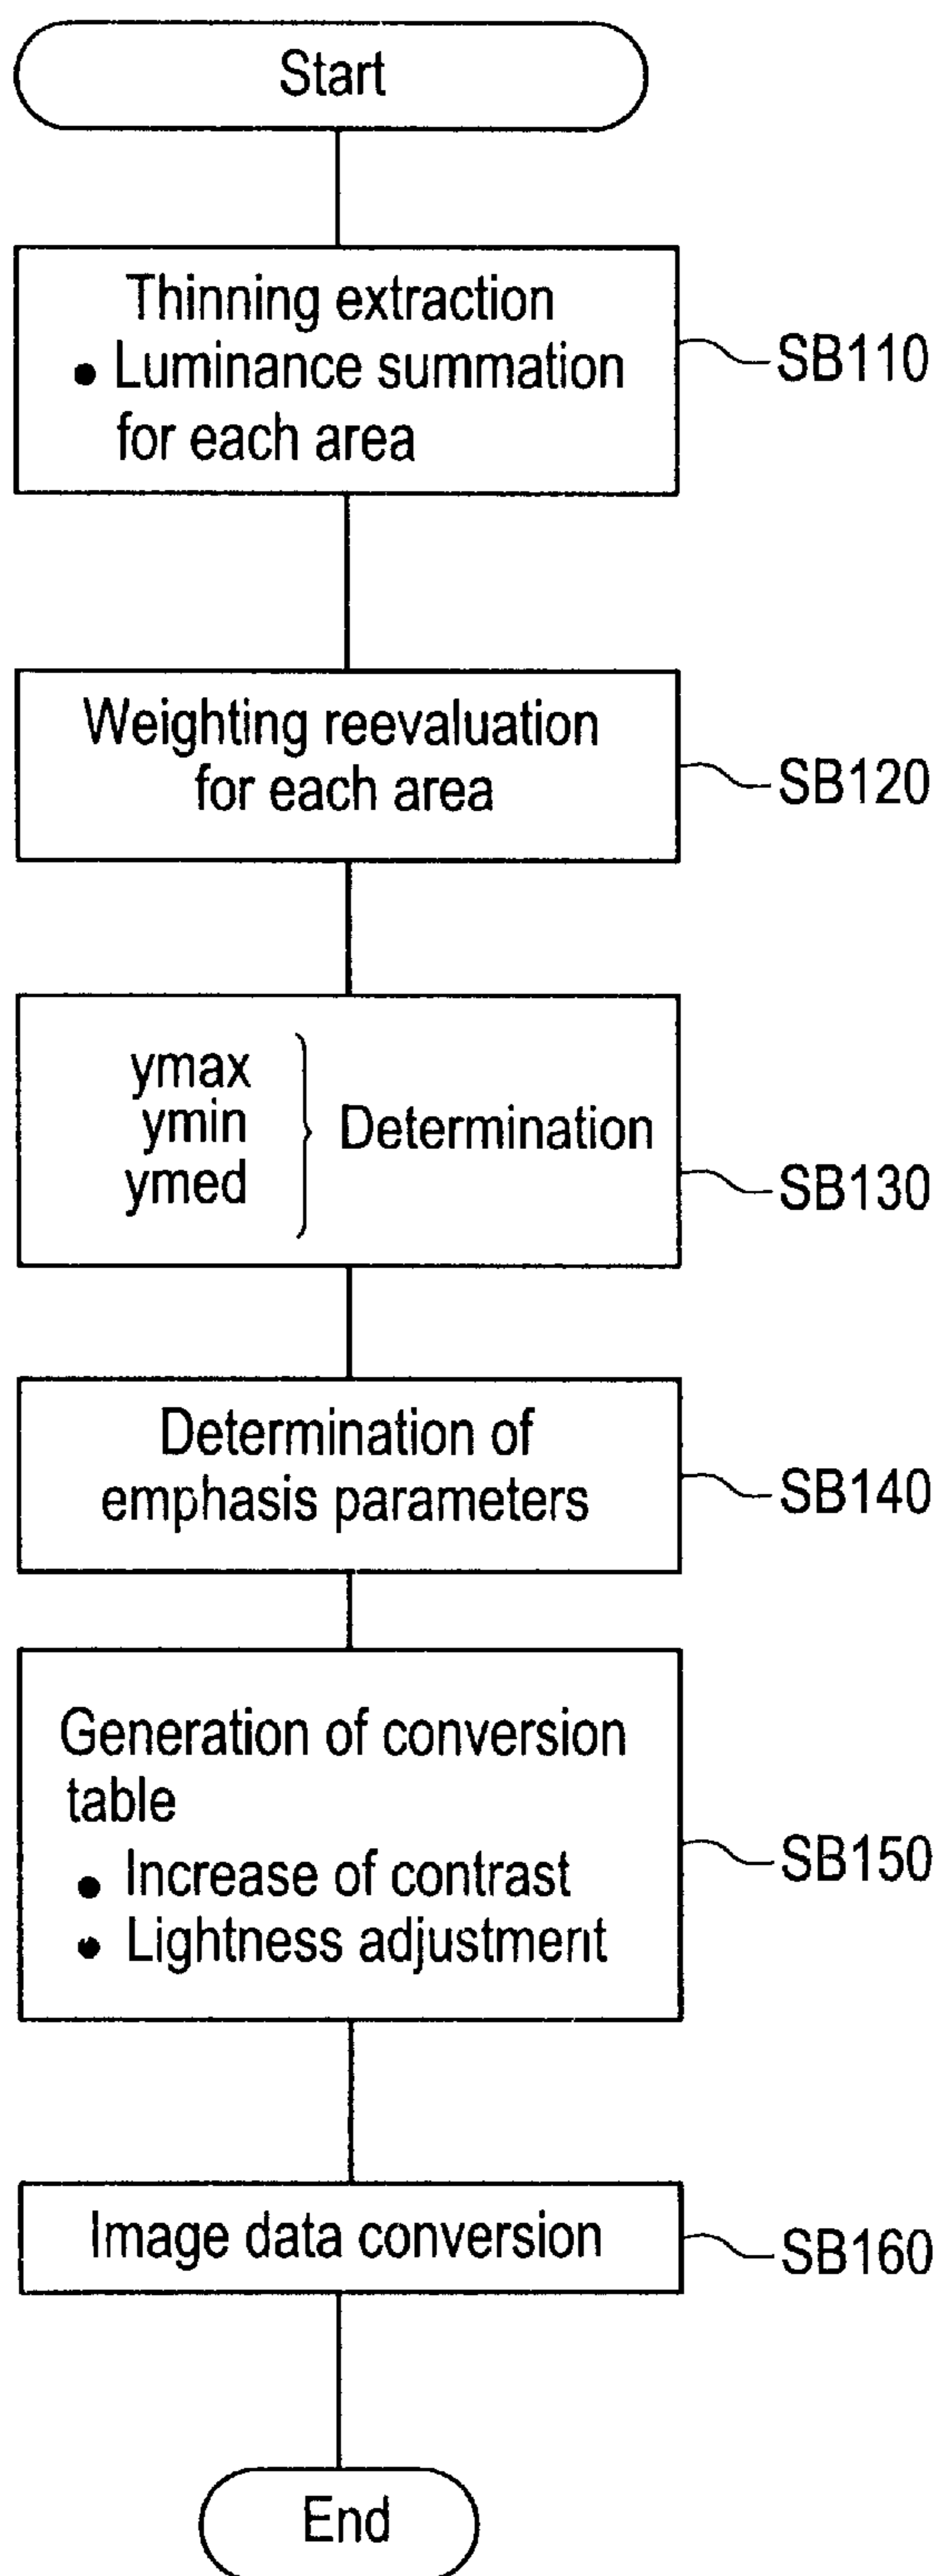 Start
Thinning extraction
• Luminance summation
for each area
SB110
Weighting reevaluation
for each area
SB120
ymax
ymin
ymed
Determination
SB130
Determination of
emphasis parameters
SB140
Generation of conversion
table
• Increase of contrast
• Lightness adjustment
SB150
Image data conversion
SB160
End